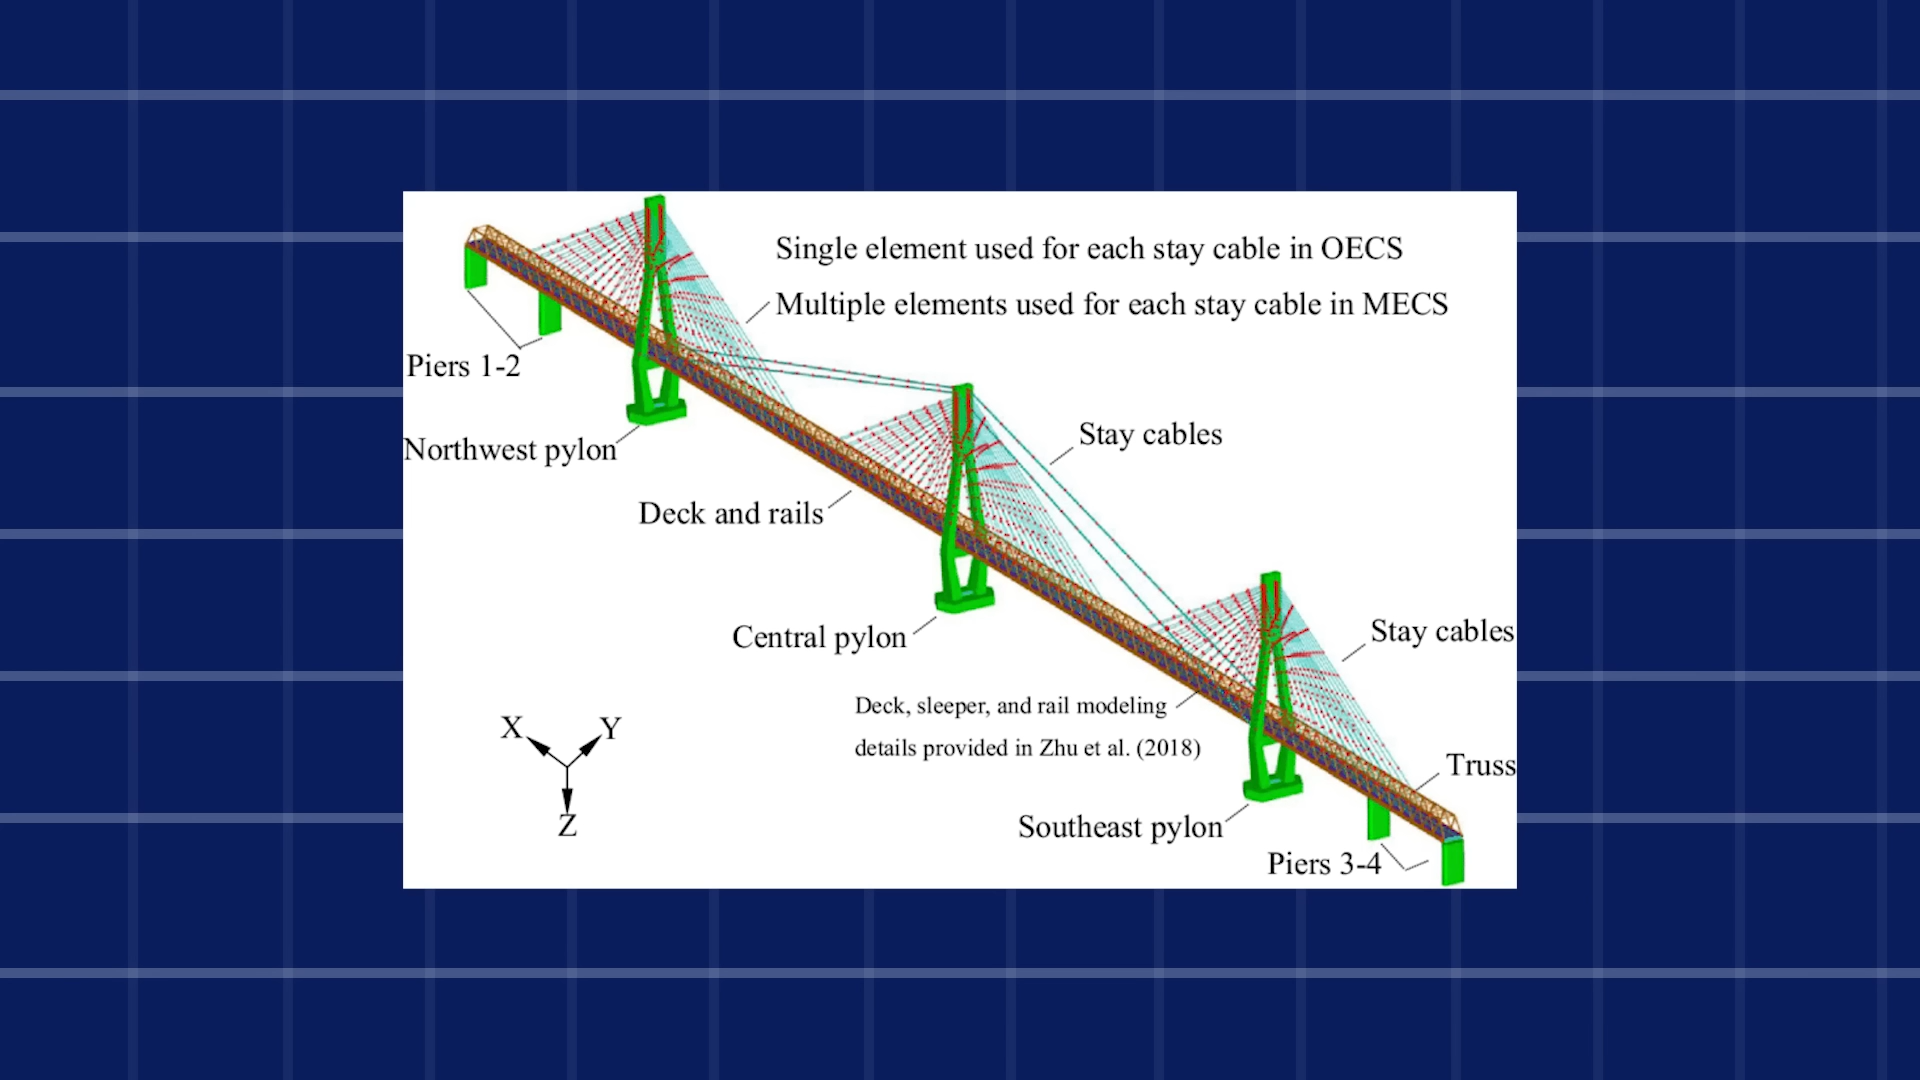 Single element used for each stay cable in OECS
Multiple elements used for each stay cable in MECS
Piers 1-2
Northwest pylon
Stay cables
Deck and rails
Central pylon
Stay cables
Deck, sleeper, and rail modeling
details provided in Zhu et al. (2018)
X
Y
Z
Truss
Southeast pylon
Piers 3-4